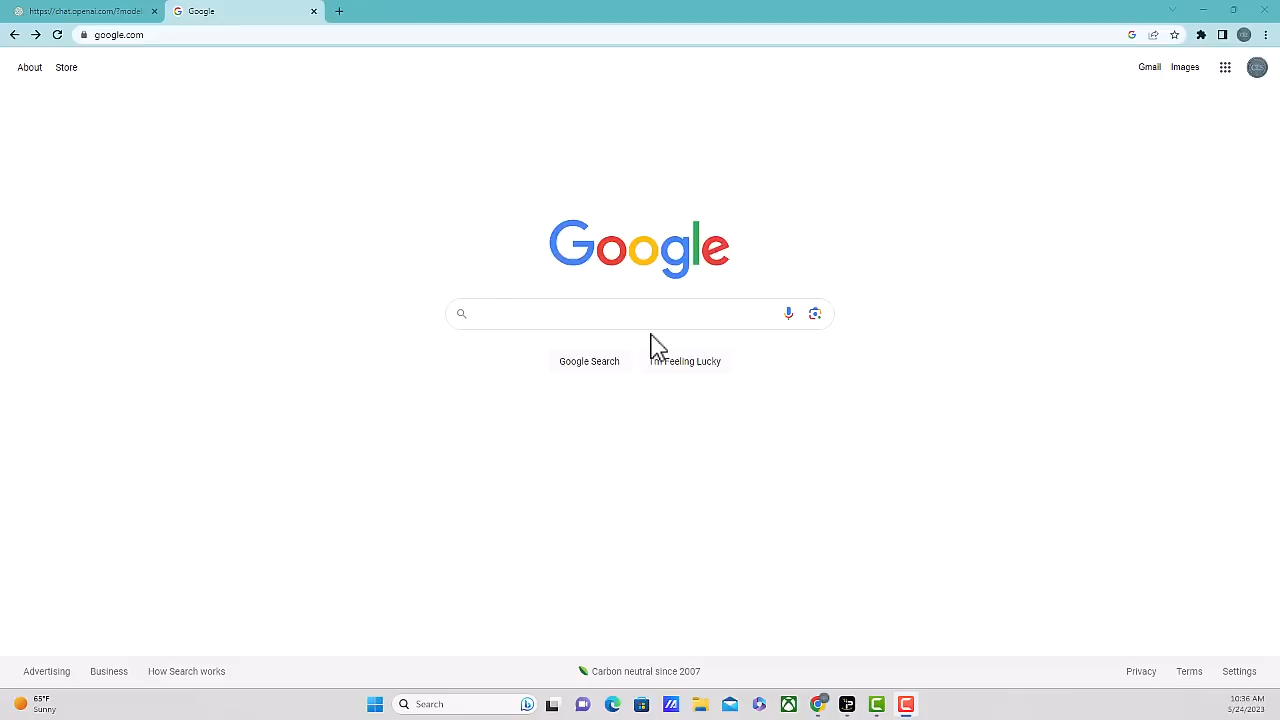 https://chat.openai.com/?model
Google
google.com
About Store
Gmail Images
Google
Google Search
I'm Feeling Lucky
Advertising Business How Search works
Carbon neutral since 2007
Privacy Terms Settings
65°F
Sunny
Search
10:36 AM
5/24/2023